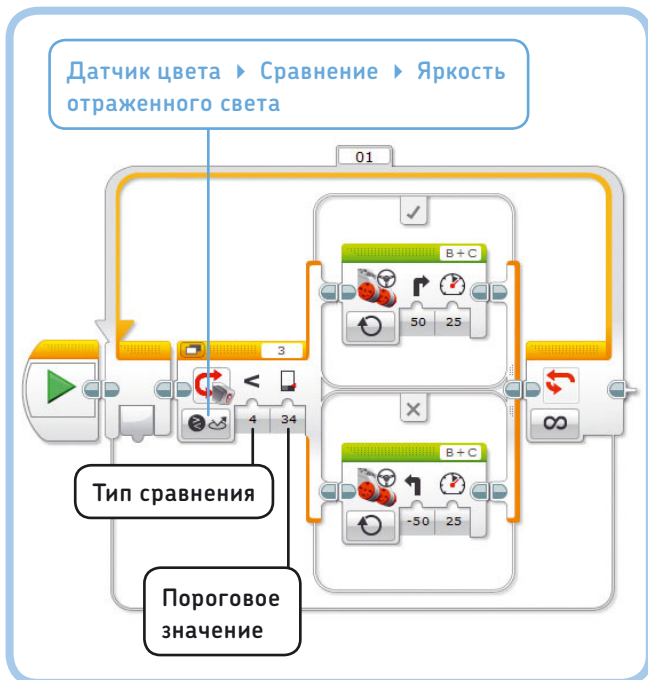 Датчик цвета ▸ Сравнение ▸ Яркость
отраженного света
01
B+C
50 25
3
<
4 34
B+C
-50 25
Тип сравнения
Пороговое
значение